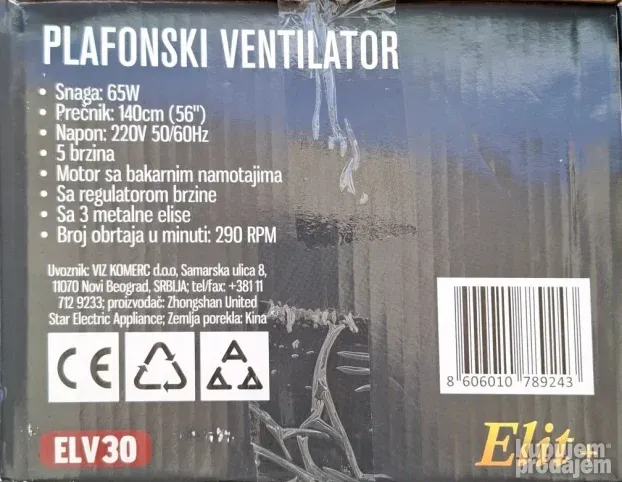 PLAFONSKI VENTILATOR
• Snaga: 65W
• Prečnik: 140cm (56")
• Napon: 220V 50/60Hz
• 5 brzina
• Motor sa bakarnim namotajima
• Sa regulatorom brzine
• Sa 3 metalne elise
• Broj obrtaja u minuti: 290 RPM
Uvoznik: VIZ KOMERC d.o.o, Samarska ulica 8,
11070 Novi Beograd, SRBIJA; tel/fax: +381 11
712 9233; proizvođač: Zhongshan United
Star Electric Appliance; Zemlja porekla: Kina
CE
8 606010 789243
ELV30
Elit+
kupujem
prodajem